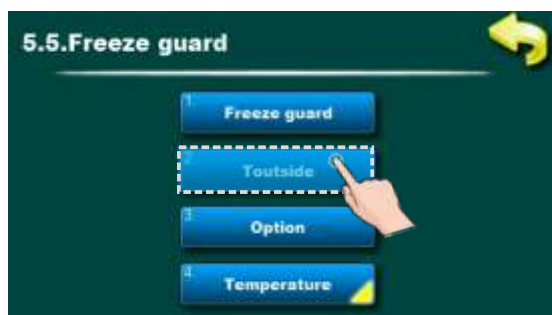 5.5.Freeze guard
1.
Freeze guard
2
Toutside
3
Option
4.
Temperature